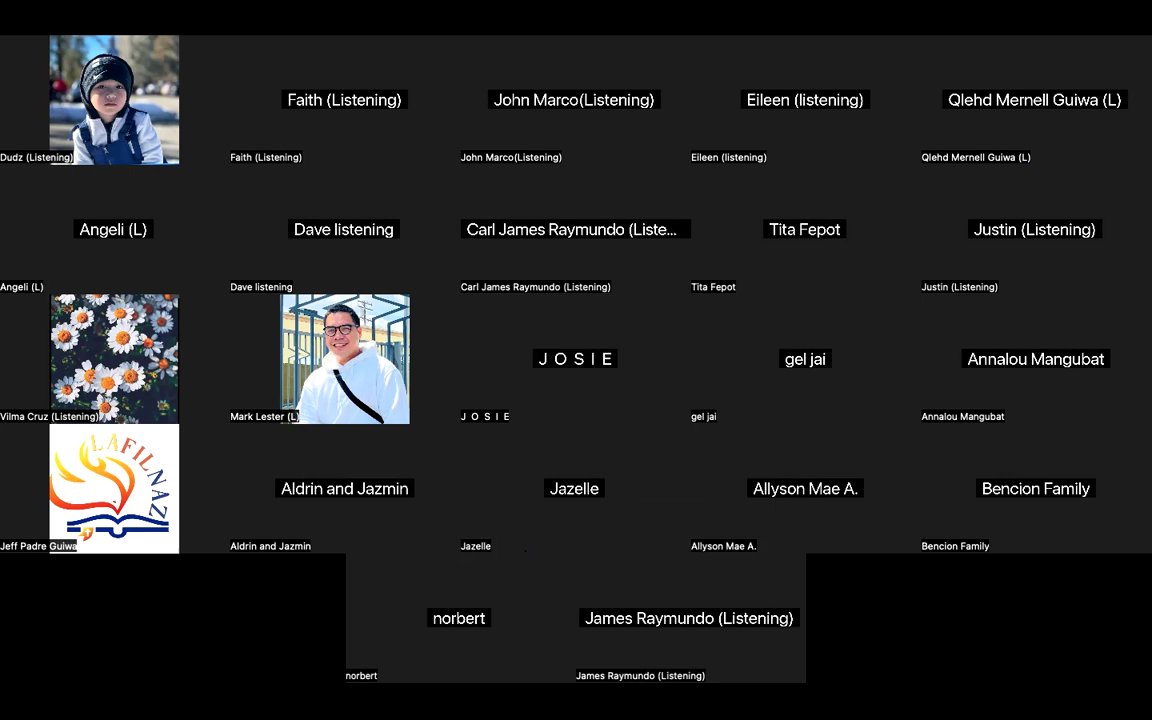 Faith (Listening)
John Marco(Listening)
Eileen (listening)
Qlehd Mernell Guiwa (L)
Dudz (Listening)
Faith (Listening)
John Marco(Listening)
Eileen (listening)
Qlehd Mernell Guiwa (L)
Angeli (L)
Dave listening
Carl James Raymundo (Liste...
Tita Fepot
Justin (Listening)
Angeli (L)
Dave listening
Carl James Raymundo (Listening)
Tita Fepot
Justin (Listening)
J O S I E
gel jai
Annalou Mangubat
Vilma Cruz (Listening)
Mark Lester (L)
J O S I E
gel jai
Annalou Mangubat
LAFILNAZ
Aldrin and Jazmin
Jazelle
Allyson Mae A.
Bencion Family
Jeff Padre Guiwa
Aldrin and Jazmin
Jazelle
Allyson Mae A.
Bencion Family
norbert
James Raymundo (Listening)
norbert
James Raymundo (Listening)